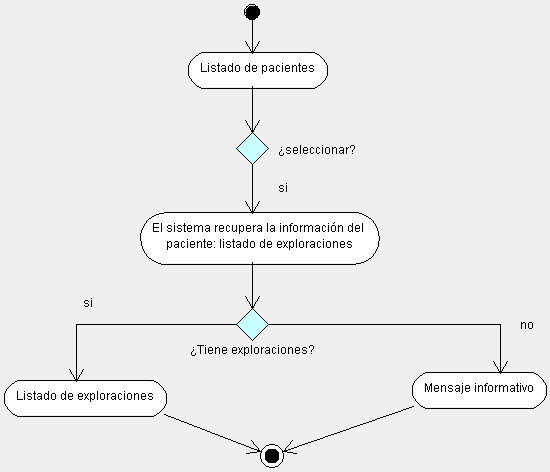 Listado de pacientes
¿seleccionar?
si
El sistema recupera la información del
paciente: listado de exploraciones
si
no
¿Tiene exploraciones?
Listado de exploraciones
Mensaje informativo